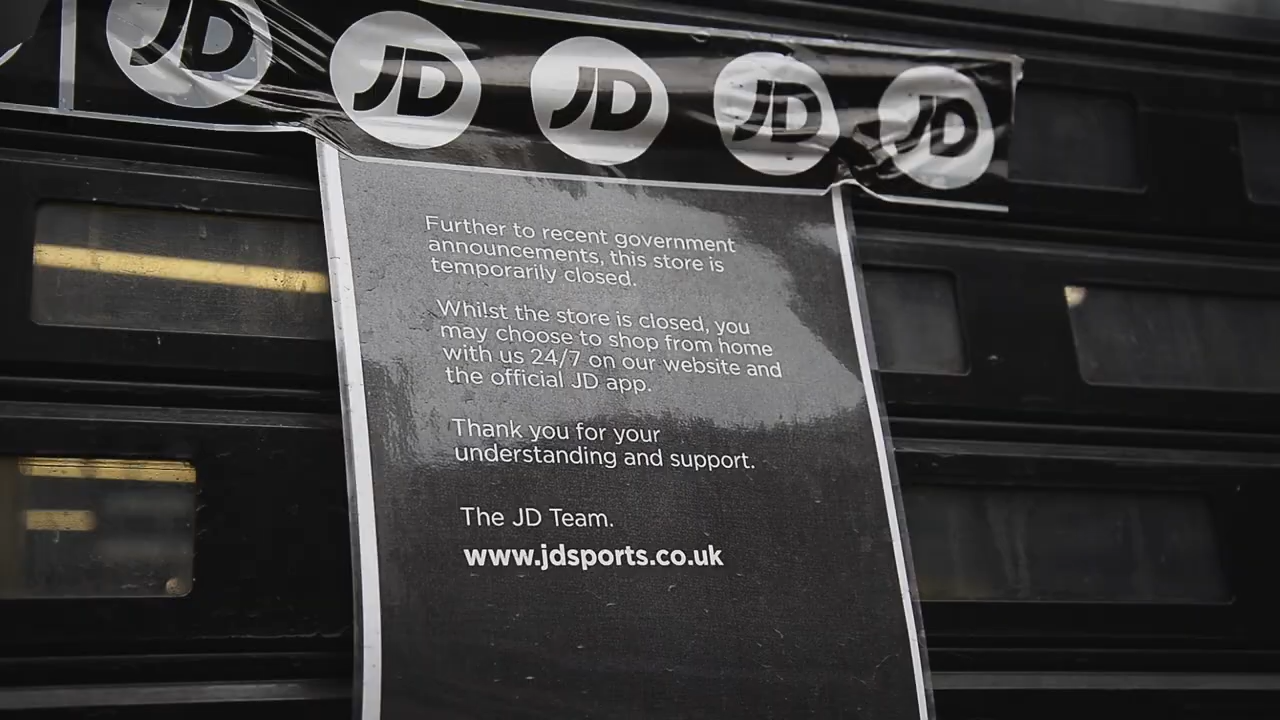 JD JD JD JD JD
Further to recent government
announcements, this store is
temporarily closed.
Whilst the store is closed, you
may choose to shop from home
with us 24/7 on our website and
the official JD app.
Thank you for your
understanding and support.
The JD Team.
www.jdsports.co.uk